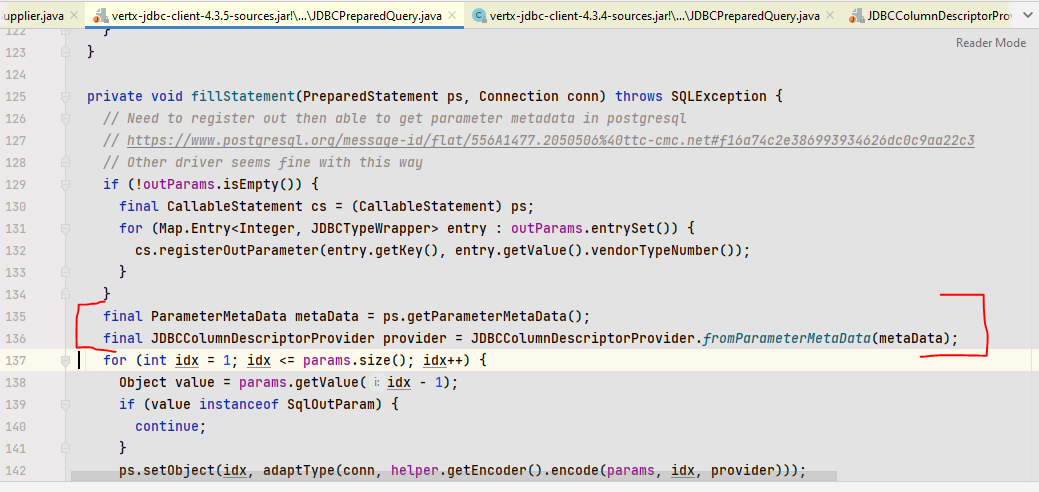 upplier.java
vertx-jdbc-client-4.3.5-sources.jar!\...\JDBCPreparedQuery.java
vertx-jdbc-client-4.3.4-sources.jar!\...\JDBCPreparedQuery.java
JDBCColumnDescriptorPro
Reader Mode
122 }
123 }
124
125 private void fillStatement(PreparedStatement ps, Connection conn) throws SQLException {
126 // Need to register out then able to get parameter metadata in postgresql
127 // https://www.postgresql.org/message-id/flat/556A1477.2050506%40ttc-cmc.net#f16a74c2e386993934626dc0c9aa22c3
128 // Other driver seems fine with this way
129 if (!outParams.isEmpty()) {
130 final CallableStatement cs = (CallableStatement) ps;
131 for (Map.Entry<Integer, JDBCTypeWrapper> entry : outParams.entrySet()) {
132 cs.registerOutParameter(entry.getKey(), entry.getValue().vendorTypeNumber());
133 }
134 }
135 final ParameterMetaData metaData = ps.getParameterMetaData();
136 final JDBCColumnDescriptorProvider provider = JDBCColumnDescriptorProvider.fromParameterMetaData(metaData);
137 for (int idx = 1; idx <= params.size(); idx++) {
138 Object value = params.getValue( i: idx - 1);
139 if (value instanceof SqlOutParam) {
140 continue;
141 }
142 ps.setObject(idx, adaptType(conn, helper.getEncoder().encode(params, idx, provider)));